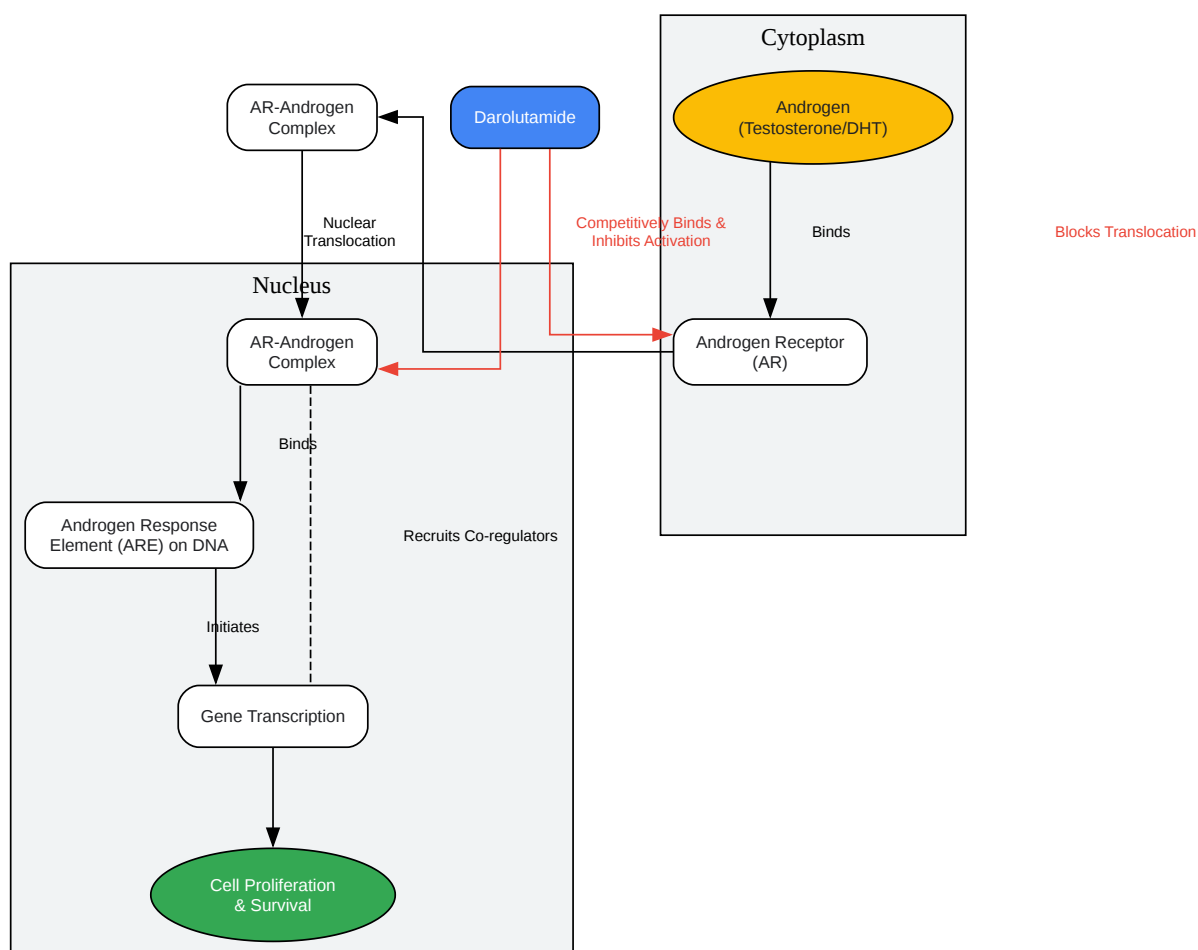 Cytoplasm
AR-Androgen
Complex
Darolutamide
Androgen
(Testosterone/DHT)
Nuclear
Translocation
Competitively Binds &
Inhibits Activation
Binds
Blocks Translocation
Nucleus
AR-Androgen
Complex
Androgen Receptor
(AR)
Binds
Androgen Response
Element (ARE) on DNA
Recruits Co-regulators
Initiates
Gene Transcription
Cell Proliferation
& Survival